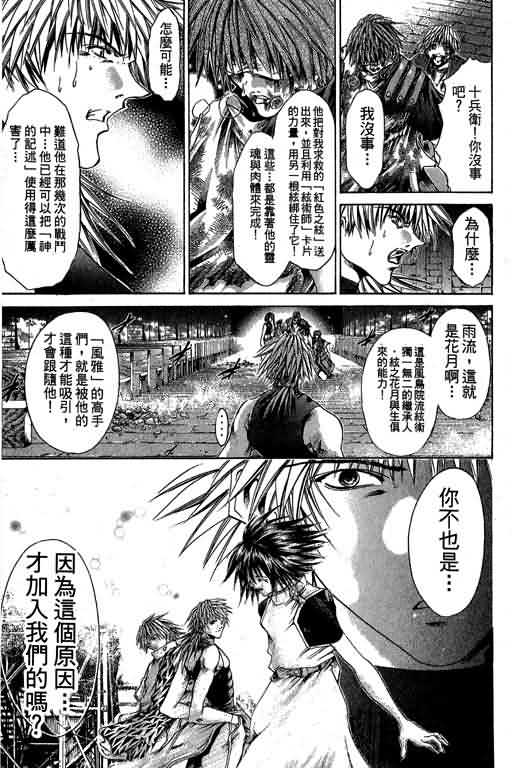 十兵衛！你沒事
吧？
我沒事…
他把對我求救的「紅色之絃」送
出來，並且利用「絃術師」卡片
的力量，用另一根絃綁住了它！
這些…都是靠著他的靈
魂與肉體來完成！
怎麼可能…
難道他在那幾次的戰鬥
中…他已經可以把「神
的記述」使用得這麼厲
害了…
為什麼…
雨流，這就
是花月啊…
這是風鳥院流絃術
獨一無二的繼承人
．絃之花月與生俱
來的能力！
「風雅」的高手
們，就是被他的
這種才能吸引，
才會跟隨他！
你不也是…
因為這個原因…
才加入我們的嗎？